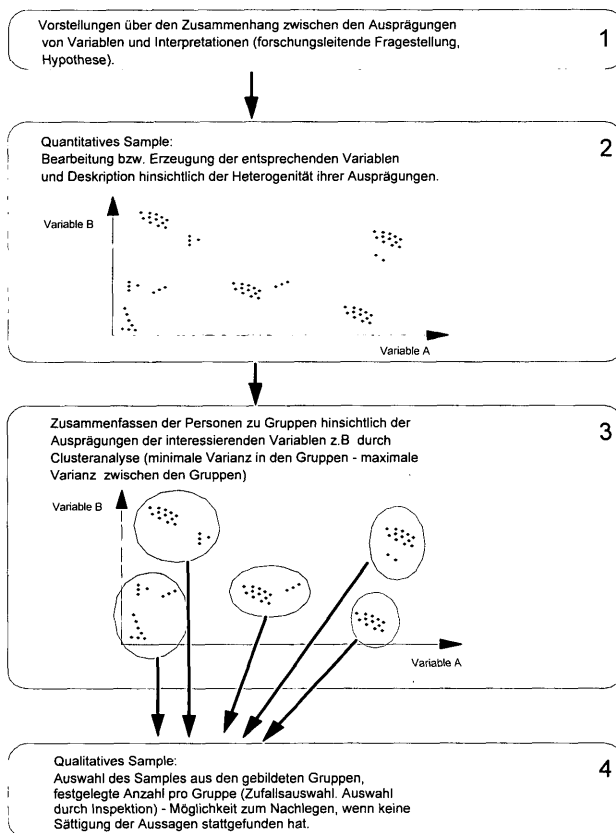 Vorstellungen über den Zusammenhang zwischen den Ausprägungen
von Variablen und Interpretationen (forschungsleitende Fragestellung,
Hypothese).
1
Quantitatives Sample:
Bearbeitung bzw. Erzeugung der entsprechenden Variablen
und Deskription hinsichtlich der Heterogenität ihrer Ausprägungen.
2
Variable B
Variable A
Zusammenfassen der Personen zu Gruppen hinsichtlich der
Ausprägungen der interessierenden Variablen z.B durch
Clusteranalyse (minimale Varianz in den Gruppen - maximale
Varianz zwischen den Gruppen)
3
Variable B
Variable A
Qualitatives Sample:
Auswahl des Samples aus den gebildeten Gruppen,
festgelegte Anzahl pro Gruppe (Zufallsauswahl. Auswahl
durch Inspektion) - Möglichkeit zum Nachlegen, wenn keine
Sättigung der Aussagen stattgefunden hat.
4